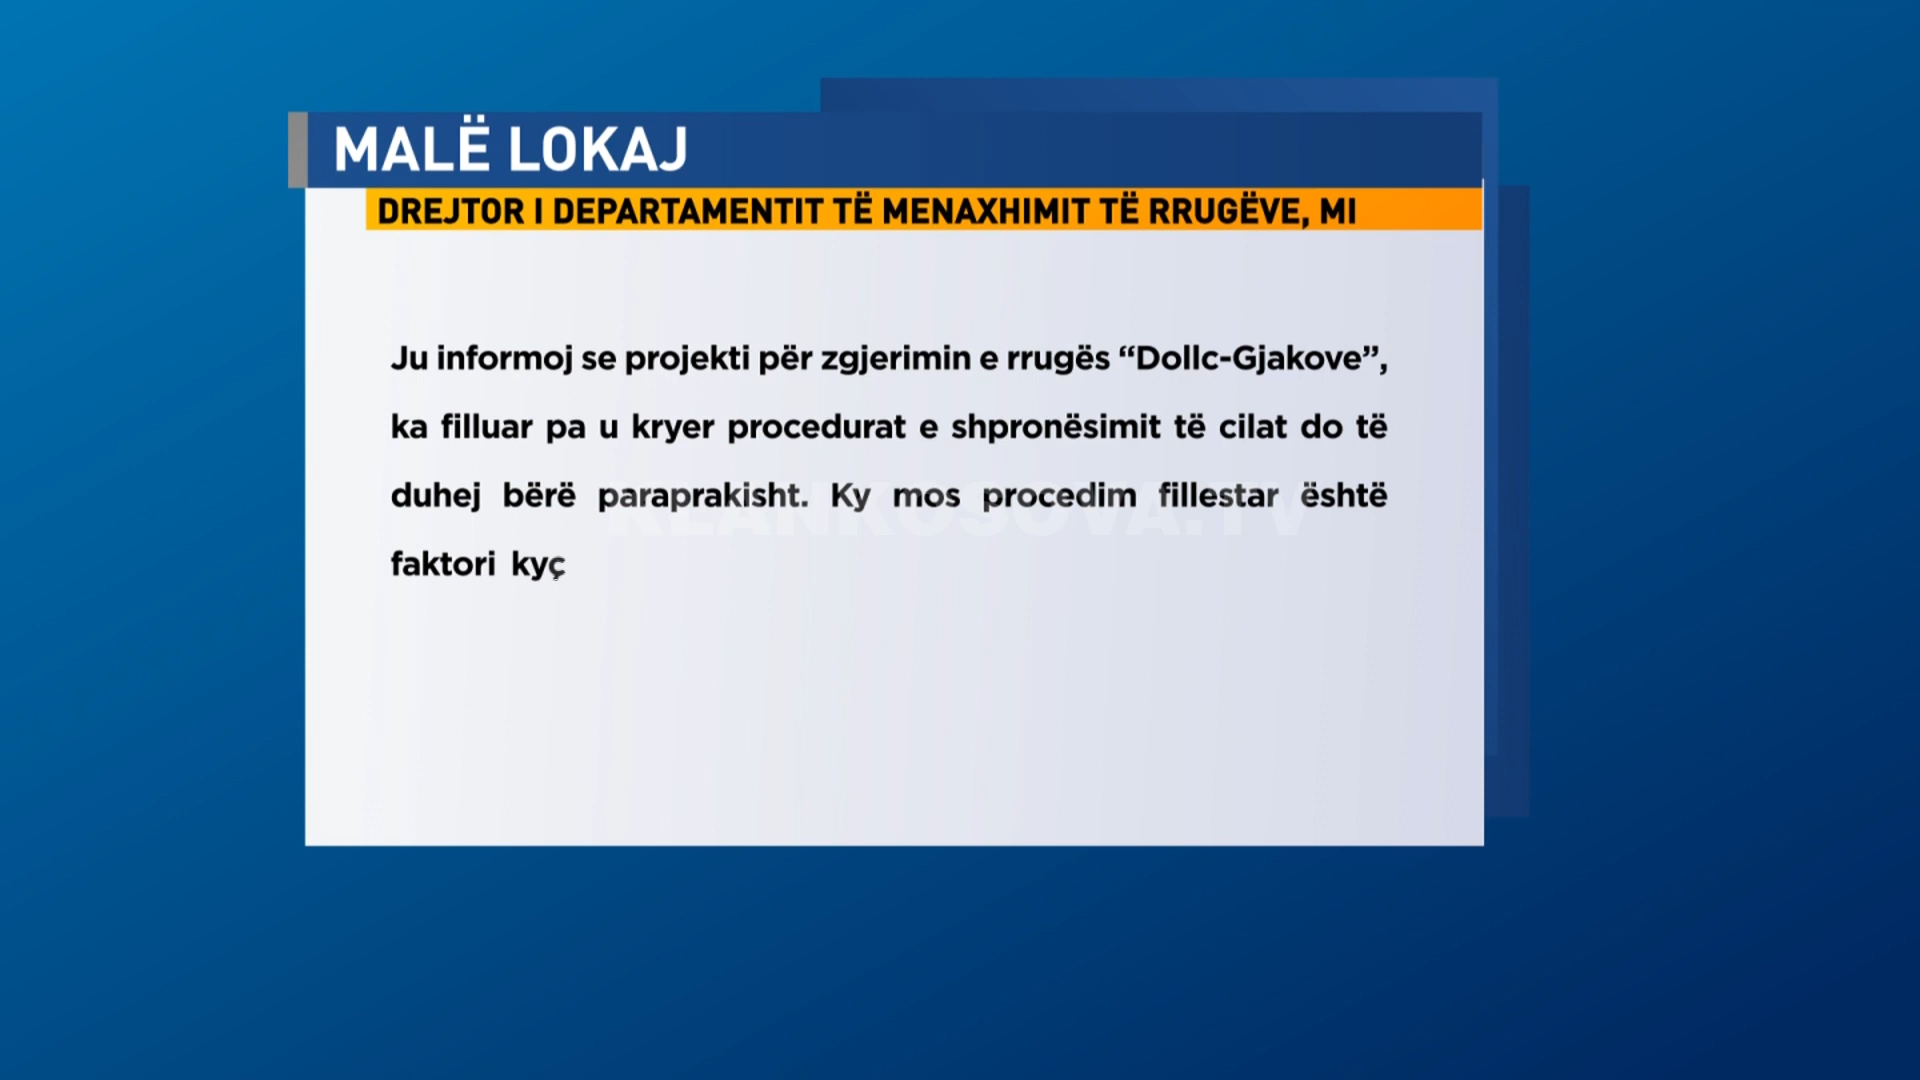 MALË LOKAJ
DREJTOR I DEPARTAMENTIT TË MENAXHIMIT TË RRUGËVE, MI
Ju informoj se projekti për zgjerimin e rrugës “Dollc-Gjakove”,
ka filluar pa u kryer procedurat e shpronësimit të cilat do të
duhej bërë paraprakisht. Ky mos procedim fillestar është
KLANKOSOVA.TV
faktori kyç